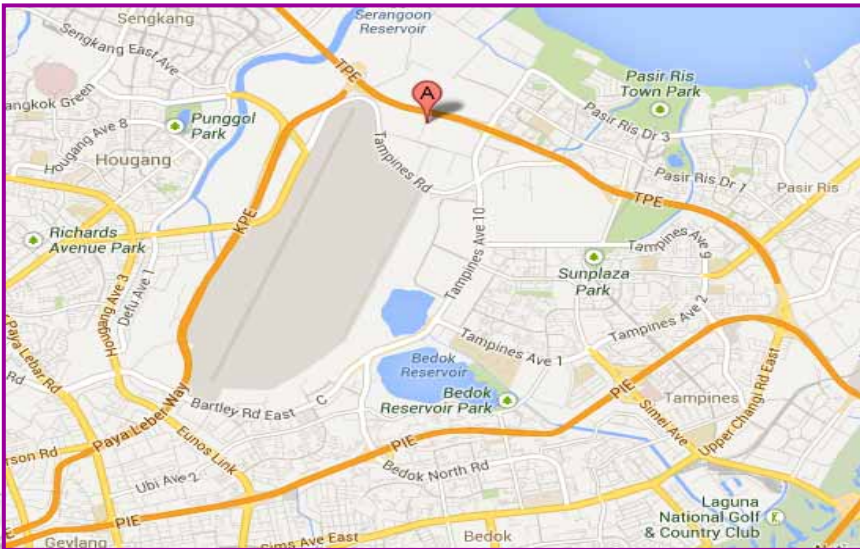 Sengkang
Serangoon
Reservoir
Sengkang East Ave
TPE
A
Pasir Ris
Town Park
angkok Green
Punggol
Park
Pasir Ris Dr 3
Hougang Ave 8
Hougang
Tampines Rd
Pasir Ris Dr 1
Pasir Ris
TPE
KPE
Richards
Avenue Park
Tampines Ave 10
Tampines Ave 9
Sunplaza
Park
Defu Ave 1
Hougang Ave 3
Tampines Ave 2
Paya Lebar Rd
Tampines Ave 1
Bedok
Reservoir
Rd
Bedok
Reservoir Park
PIE
Tampines
Bartley Rd East
C
Simei Ave
Upper Changi Rd East
Paya Leber Way
Eunos Link
PIE
rson Rd
Bedok North Rd
Ubi Ave 2
Laguna
National Golf
& Country Club
PIE
E
Sims Ave East
Bedok
Geylang